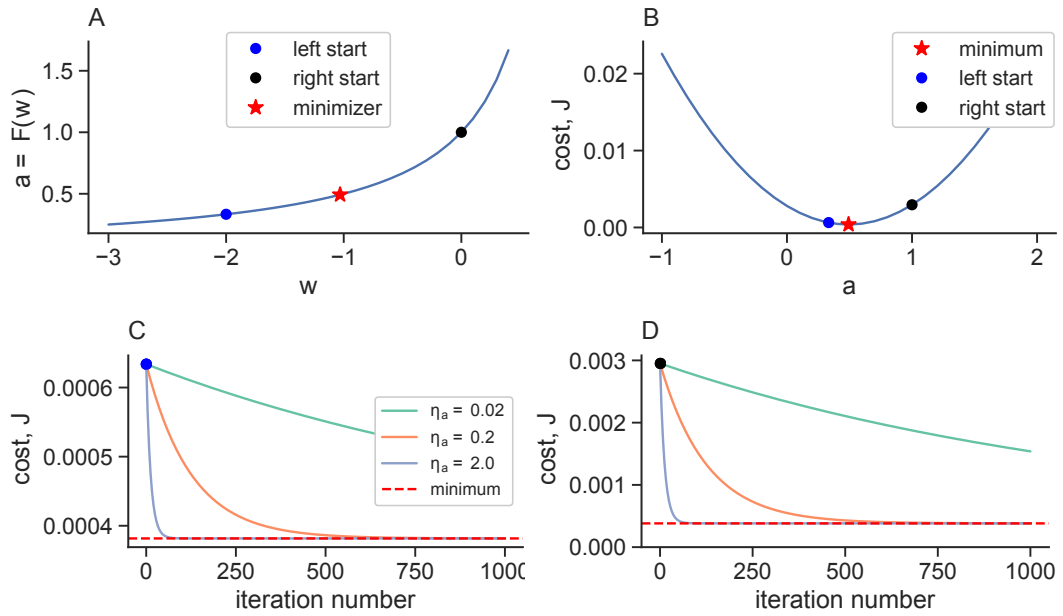 A
left start
right start
minimizer
a = F(w)
1.5
1.0
0.5
−3
−2
−1
0
w
B
minimum
left start
right start
cost, J
0.02
0.01
0.00
−1
0
1
2
a
C
cost, J
0.0006
0.0005
0.0004
ηa = 0.02
ηa = 0.2
ηa = 2.0
minimum
0
250
500
750
1000
iteration number
D
cost, J
0.003
0.002
0.001
0.000
0
250
500
750
1000
iteration number